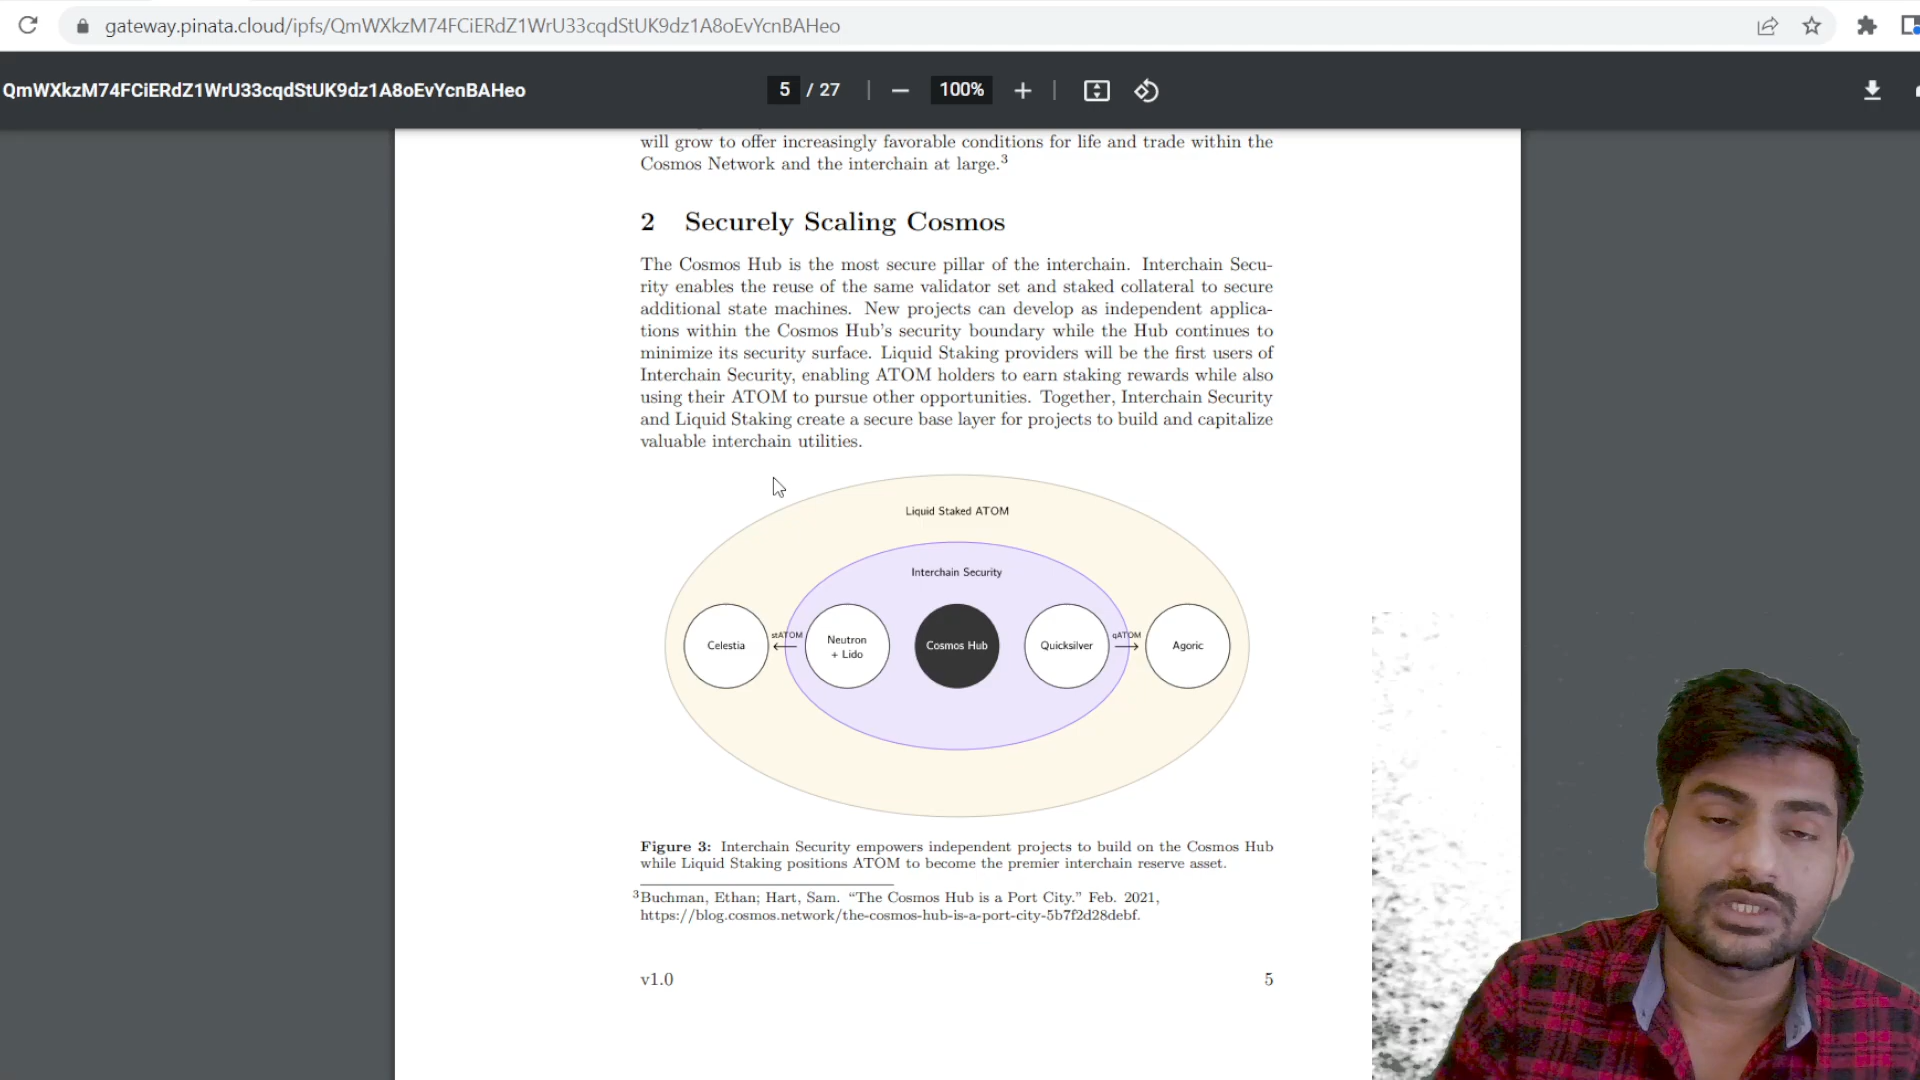 gateway.pinata.cloud/ipfs/QmWXkzM74FCiERdZ1WrU33cqdStUK9dz1A8oEvYcnBAHeo
QmWXkzM74FCiERdZ1WrU33cqdStUK9dz1A8oEvYcnBAHeo 5 / 27 100%
will grow to offer increasingly favorable conditions for life and trade within the
Cosmos Network and the interchain at large.3
2 Securely Scaling Cosmos
The Cosmos Hub is the most secure pillar of the interchain. Interchain Secu-
rity enables the reuse of the same validator set and staked collateral to secure
additional state machines. New projects can develop as independent applica-
tions within the Cosmos Hub's security boundary while the Hub continues to
minimize its security surface. Liquid Staking providers will be the first users of
Interchain Security, enabling ATOM holders to earn staking rewards while also
using their ATOM to pursue other opportunities. Together, Interchain Security
and Liquid Staking create a secure base layer for projects to build and capitalize
valuable interchain utilities.
Liquid Staked ATOM
Interchain Security
Celestia
stATOM
Neutron
+ Lido
Cosmos Hub
Quicksilver
qATOM
Agoric
Figure 3: Interchain Security empowers independent projects to build on the Cosmos Hub
while Liquid Staking positions ATOM to become the premier interchain reserve asset.
3Buchman, Ethan; Hart, Sam. "The Cosmos Hub is a Port City." Feb. 2021,
https://blog.cosmos.network/the-cosmos-hub-is-a-port-city-5b7f2d28debf.
v1.0 5